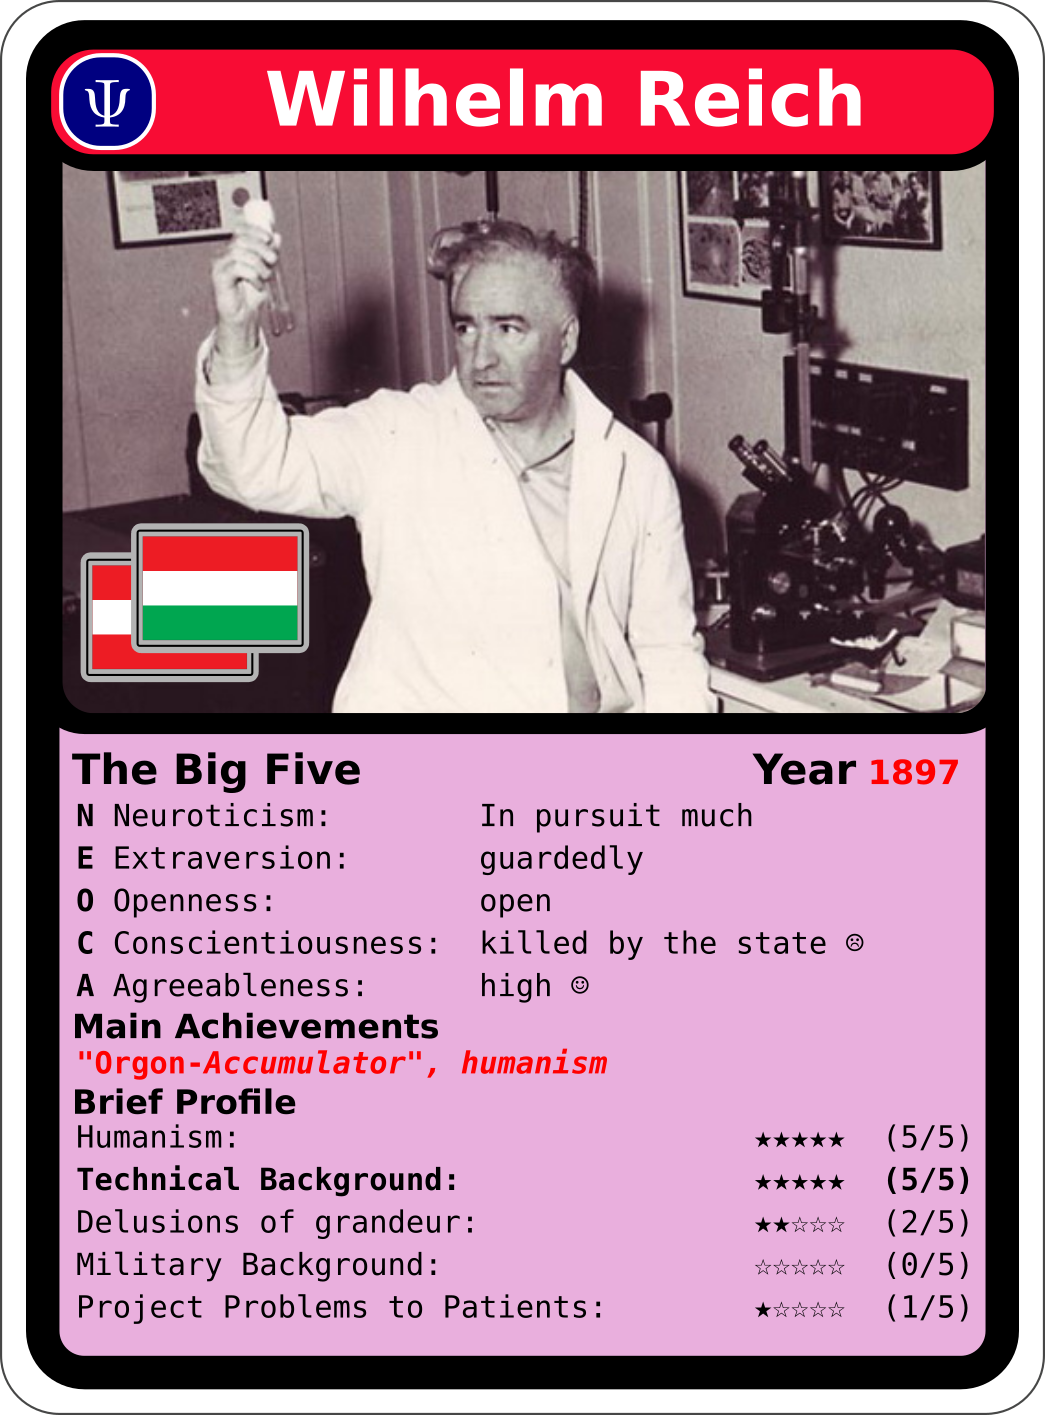 Ψ Wilhelm Reich
The Big Five Year 1897
N Neuroticism: In pursuit much
E Extraversion: guardedly
O Openness: open
C Conscientiousness: killed by the state ☹
A Agreeableness: high ☺
Main Achievements
"Orgon-Accumulator", humanism
Brief Profile
Humanism: ★★★★★ (5/5)
Technical Background: ★★★★★ (5/5)
Delusions of grandeur: ★★☆☆☆ (2/5)
Military Background: ☆☆☆☆☆ (0/5)
Project Problems to Patients: ★☆☆☆☆ (1/5)